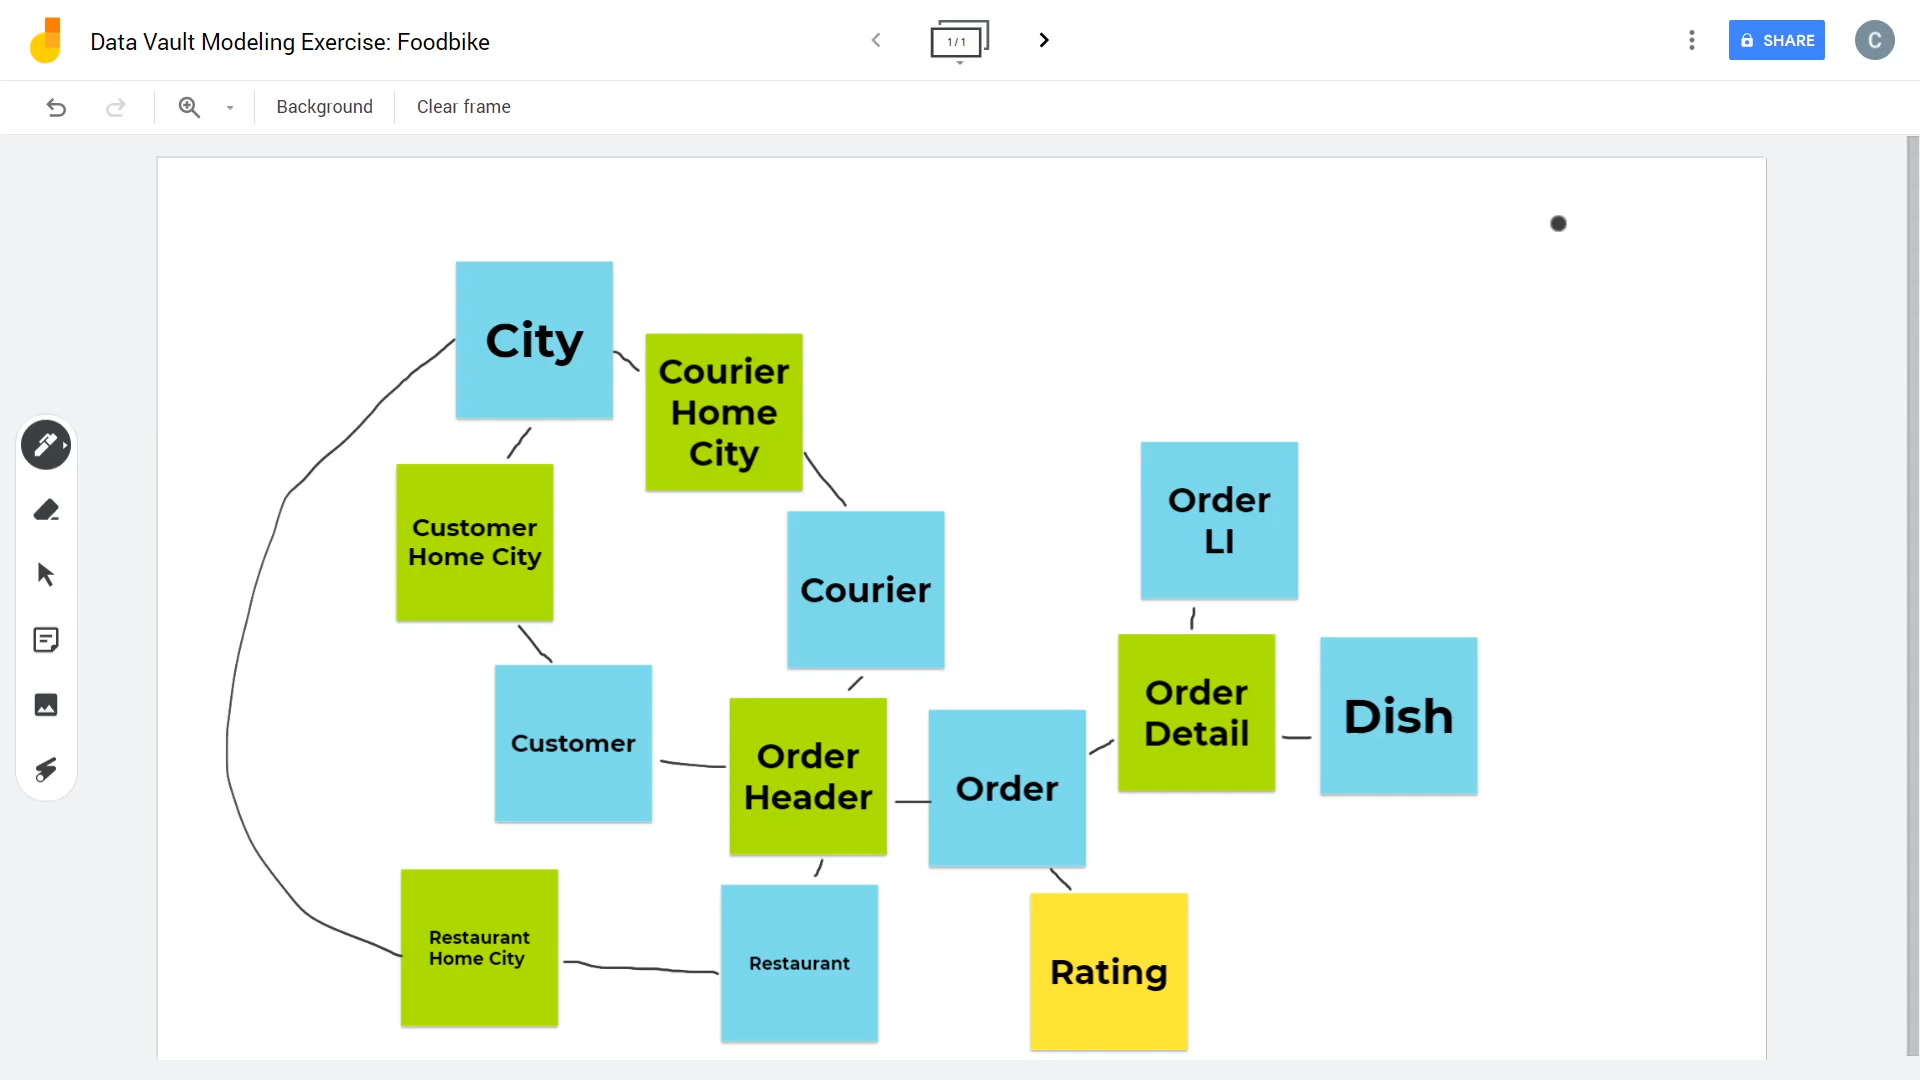 Data Vault Modeling Exercise: Foodbike
1 / 1
SHARE
C
Background
Clear frame
City
Courier
Home
City
Customer
Home City
Courier
Order
LI
Order
Detail
Dish
Customer
Order
Header
Order
Restaurant
Home City
Restaurant
Rating